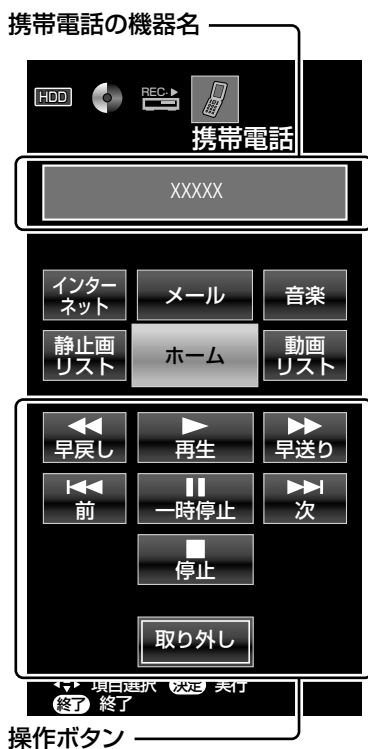 携帯電話の機器名
HDD REC
携帯電話
XXXXX
インター
ネット
メール
音楽
静止画
リスト
ホーム
動画
リスト
早戻し
再生
早送り
前
一時停止
次
停止
取り外し
項目選択 決定 実行
終了 終了
操作ボタン